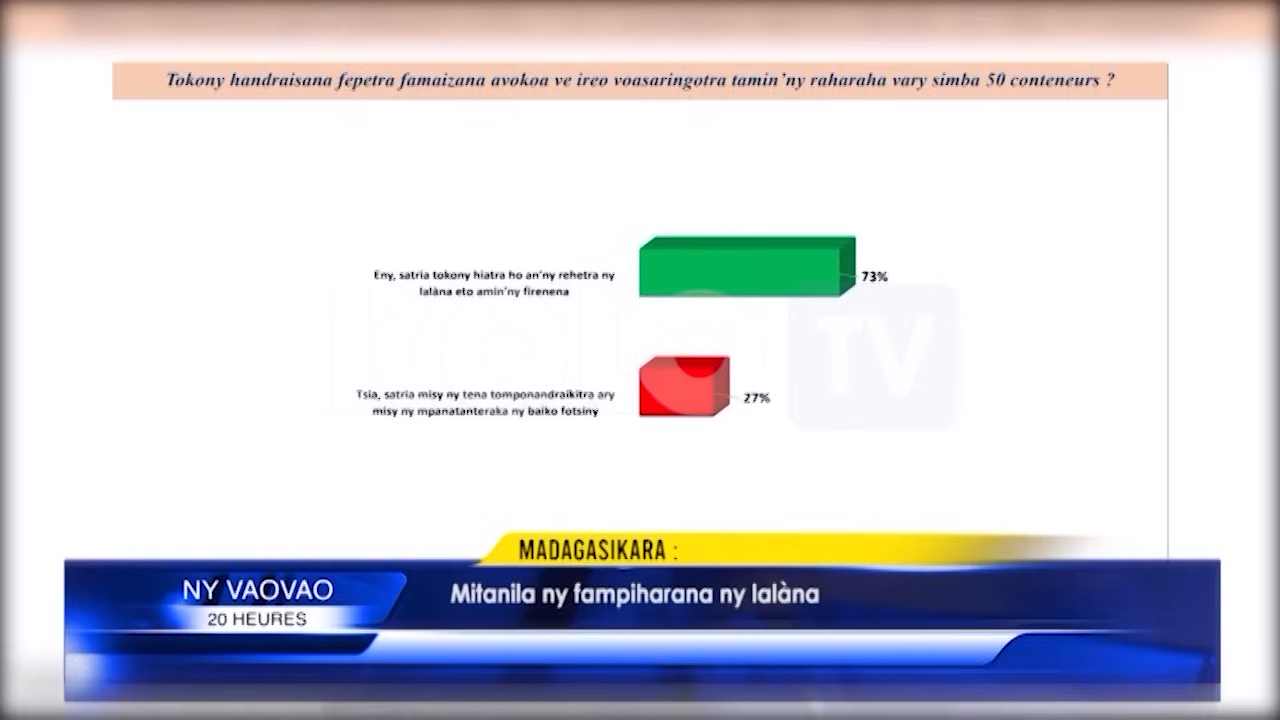 Tokony handraisana fepetra famaizana avokoa ve ireo voasaringotra tamin'ny raharaha vary simba 50 conteneurs ?
Eny, satria tokony hiatra ho an'ny rehetra ny
lalàna eto amin'ny firenena
73%
Tsia, satria misy ny tena tomponandraikitra ary
misy ny mpanatanteraka ny baiko fotsiny
27%
TV
MADAGASIKARA :
NY VAOVAO
20 HEURES
Mitanila ny fampiharana ny lalàna